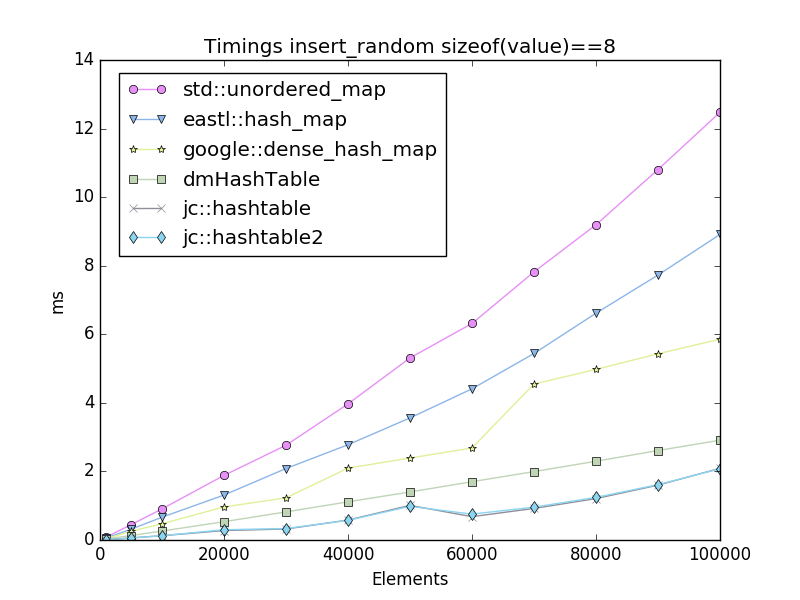 Timings insert_random sizeof(value)==8
14
std::unordered_map
eastl::hash_map
google::dense_hash_map
dmHashTable
jc::hashtable
jc::hashtable2
12
10
8
6
4
2
0
ms
0 20000 40000 60000 80000 100000
Elements